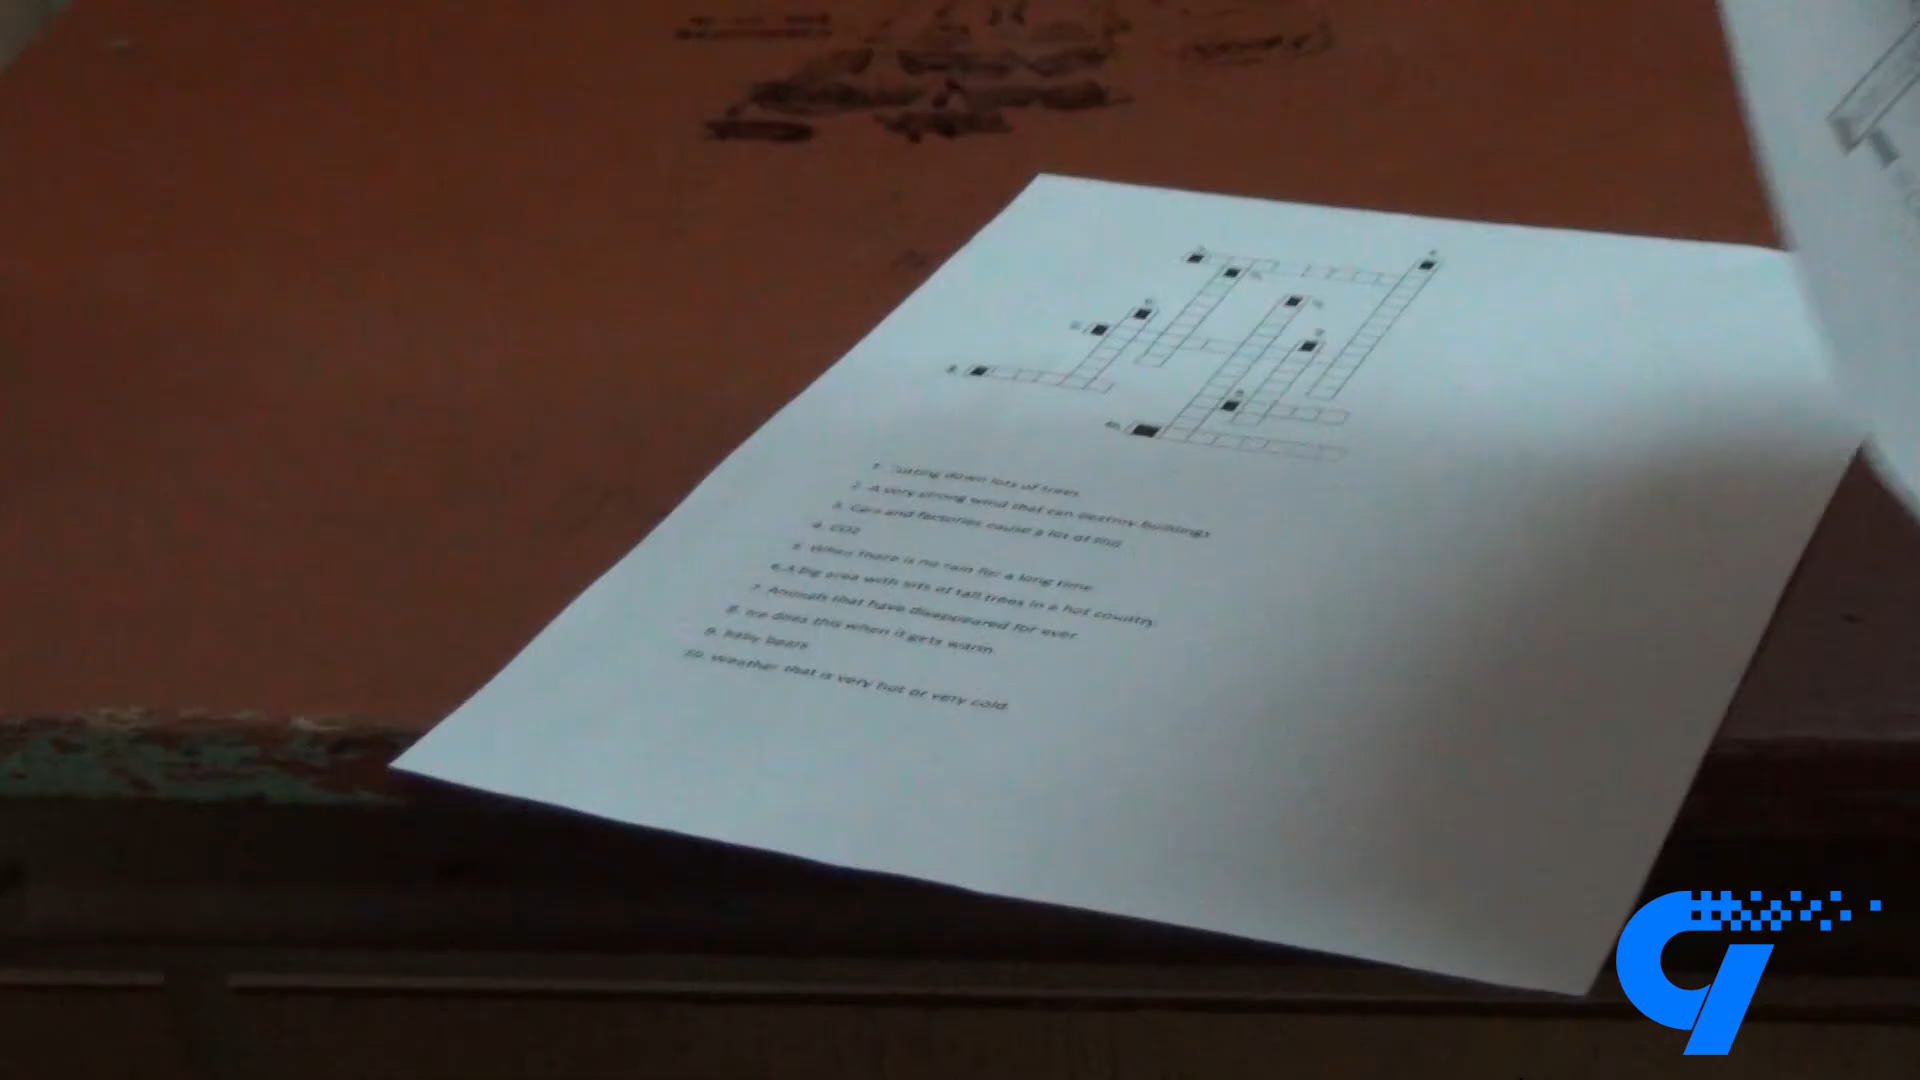 1. Cutting down lots of trees
2. A very strong wind that can destroy buildings
3. Cars and factories cause a lot of this
4. CO2
5. When there is no rain for a long time
6. A big area with lots of tall trees in a hot country
7. Animals that have disappeared for ever
8. Ice does this when it gets warm
9. Baby bears
10. Weather that is very hot or very cold